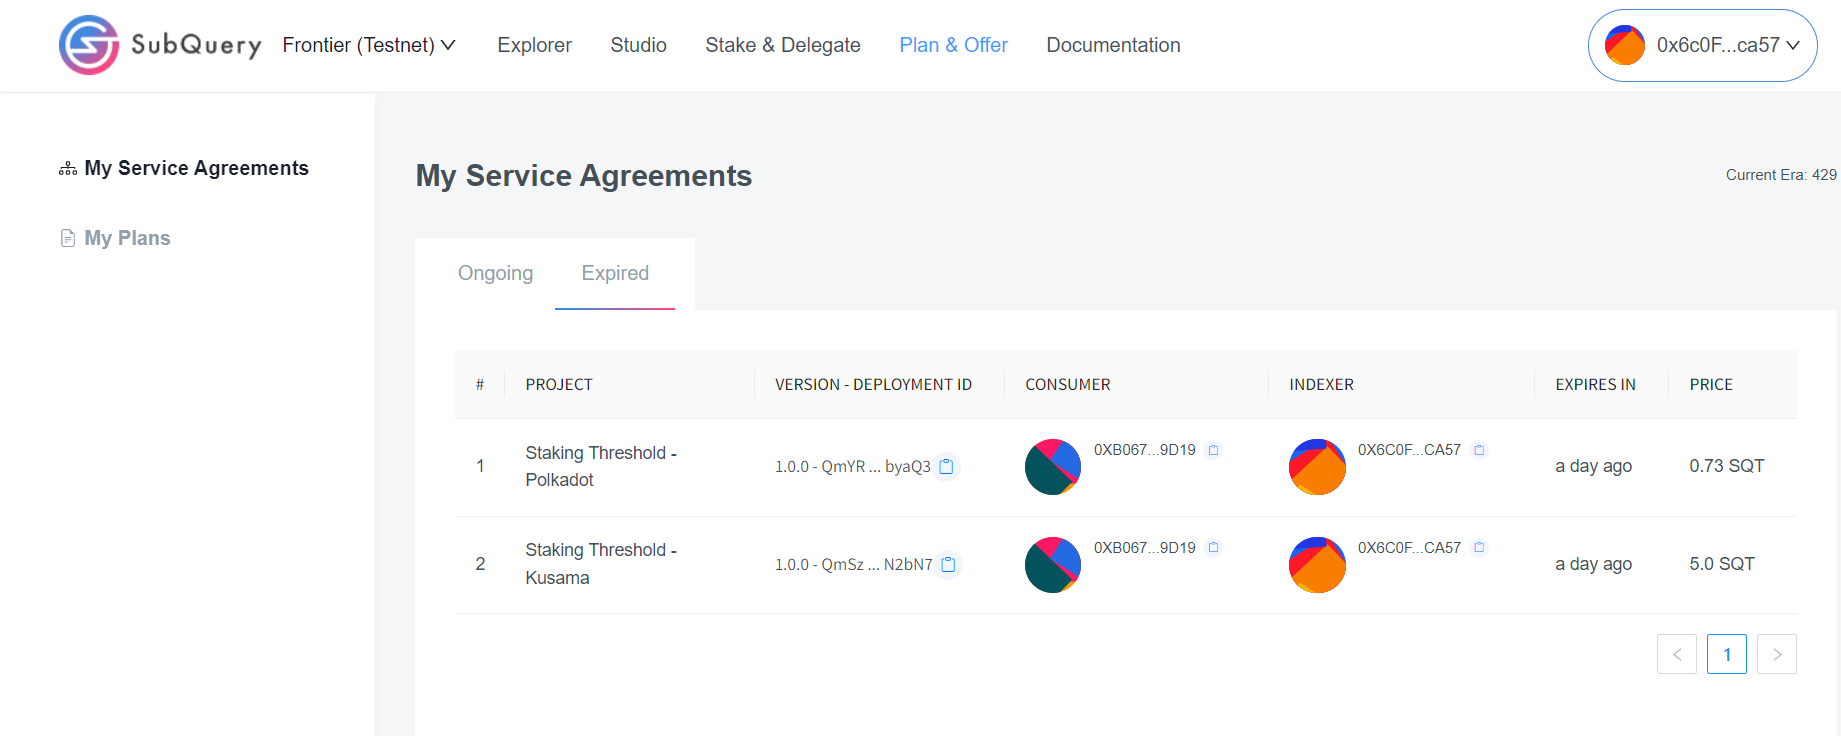 SubQuery Frontier (Testnet) Explorer Studio Stake & Delegate Plan & Offer Documentation 0x6c0F...ca57
My Service Agreements
My Plans
My Service Agreements
Current Era: 429
Ongoing Expired
# PROJECT VERSION - DEPLOYMENT ID CONSUMER INDEXER EXPIRES IN PRICE
1 Staking Threshold - Polkadot 1.0.0 - QmYR ... byaQ3 0XB067...9D19 0X6C0F...CA57 a day ago 0.73 SQT
2 Staking Threshold - Kusama 1.0.0 - QmSz ... N2bN7 0XB067...9D19 0X6C0F...CA57 a day ago 5.0 SQT
< 1 >